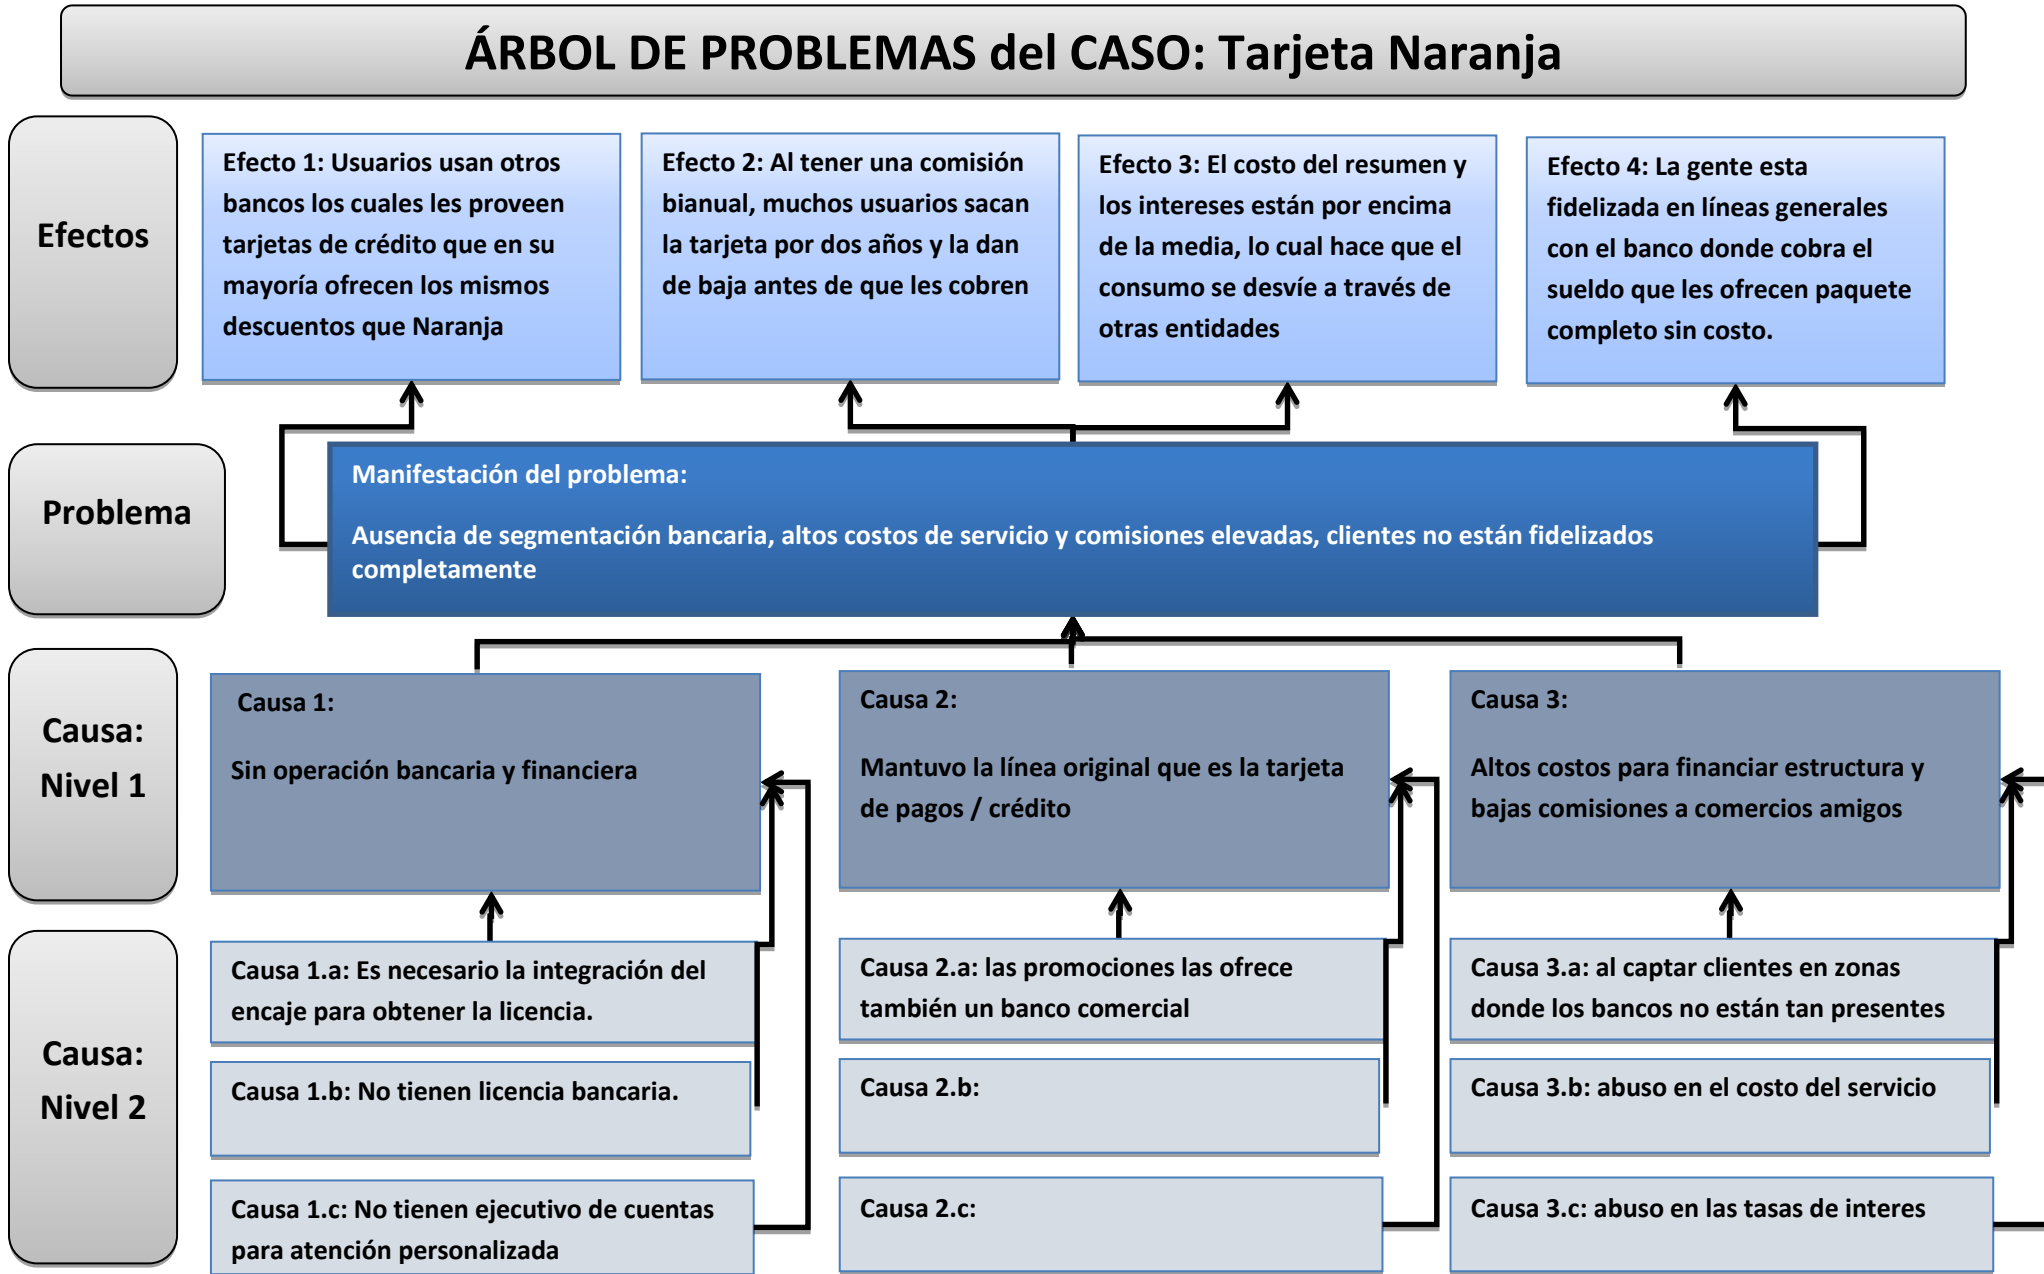 ÁRBOL DE PROBLEMAS del CASO: Tarjeta Naranja
Efectos
Efecto 1: Usuarios usan otros
bancos los cuales les proveen
tarjetas de crédito que en su
mayoría ofrecen los mismos
descuentos que Naranja
Efecto 2: Al tener una comisión
bianual, muchos usuarios sacan
la tarjeta por dos años y la dan
de baja antes de que les cobren
Efecto 3: El costo del resumen y
los intereses están por encima
de la media, lo cual hace que el
consumo se desvíe a través de
otras entidades
Efecto 4: La gente esta
fidelizada en líneas generales
con el banco donde cobra el
sueldo que les ofrecen paquete
completo sin costo.
Problema
Manifestación del problema:
Ausencia de segmentación bancaria, altos costos de servicio y comisiones elevadas, clientes no están fidelizados
completamente
Causa:
Nivel 1
Causa 1:
Sin operación bancaria y financiera
Causa 2:
Mantuvo la línea original que es la tarjeta
de pagos / crédito
Causa 3:
Altos costos para financiar estructura y
bajas comisiones a comercios amigos
Causa:
Nivel 2
Causa 1.a: Es necesario la integración del
encaje para obtener la licencia.
Causa 1.b: No tienen licencia bancaria.
Causa 1.c: No tienen ejecutivo de cuentas
para atención personalizada
Causa 2.a: las promociones las ofrece
también un banco comercial
Causa 2.b:
Causa 2.c:
Causa 3.a: al captar clientes en zonas
donde los bancos no están tan presentes
Causa 3.b: abuso en el costo del servicio
Causa 3.c: abuso en las tasas de interes